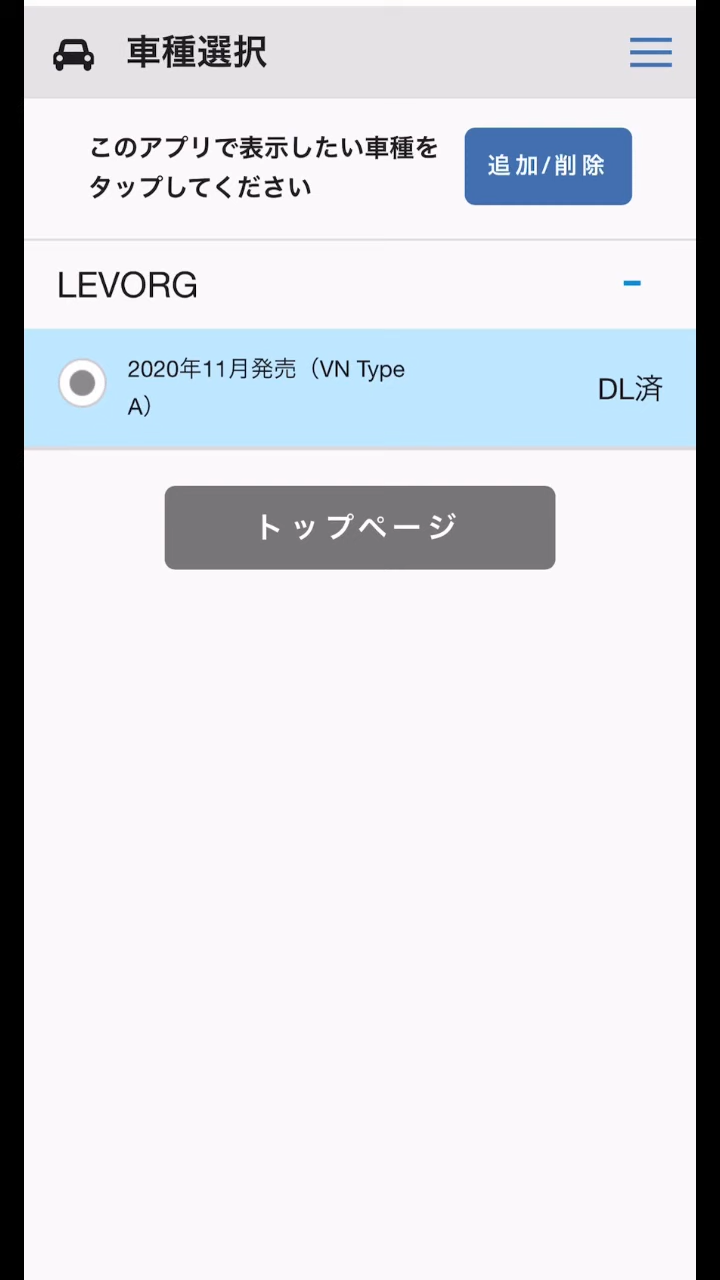 車種選択
このアプリで表示したい車種を
タップしてください
追加/削除
LEVORG
2020年11月発売（VN Type
A）
DL済
トップページ